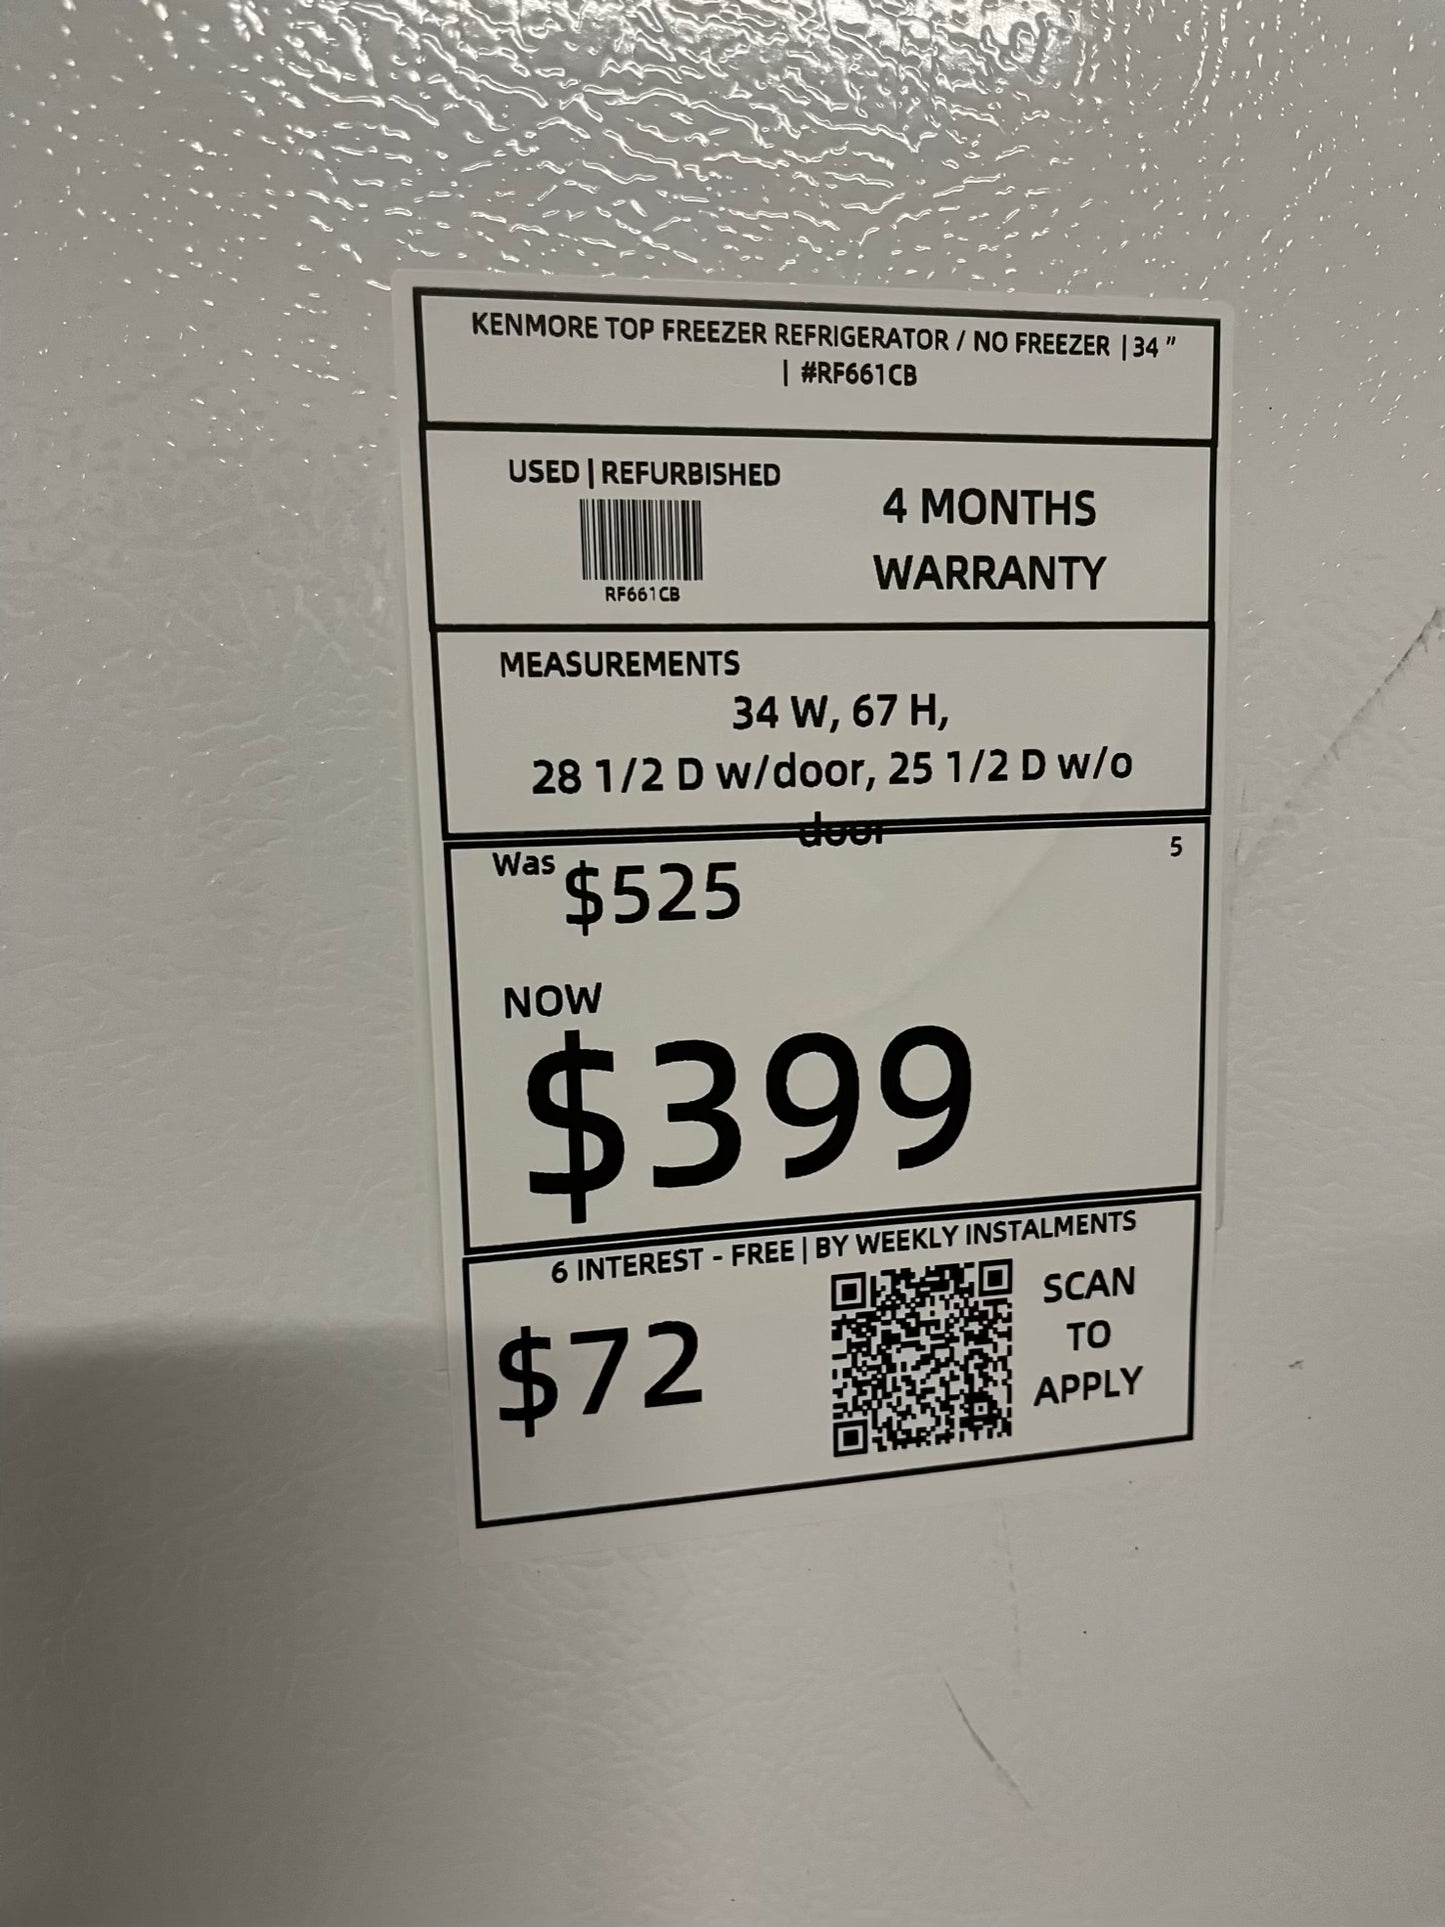 KENMORE TOP FREEZER REFRIGERATOR / NO FREEZER | 34 "
| #RF661CB
USED | REFURBISHED
RF661CB
4 MONTHS
WARRANTY
MEASUREMENTS
34 W, 67 H,
28 1/2 D w/door, 25 1/2 D w/o
door
5
Was $525
NOW
$399
6 INTEREST - FREE | BY WEEKLY INSTALMENTS
$72
SCAN
TO
APPLY